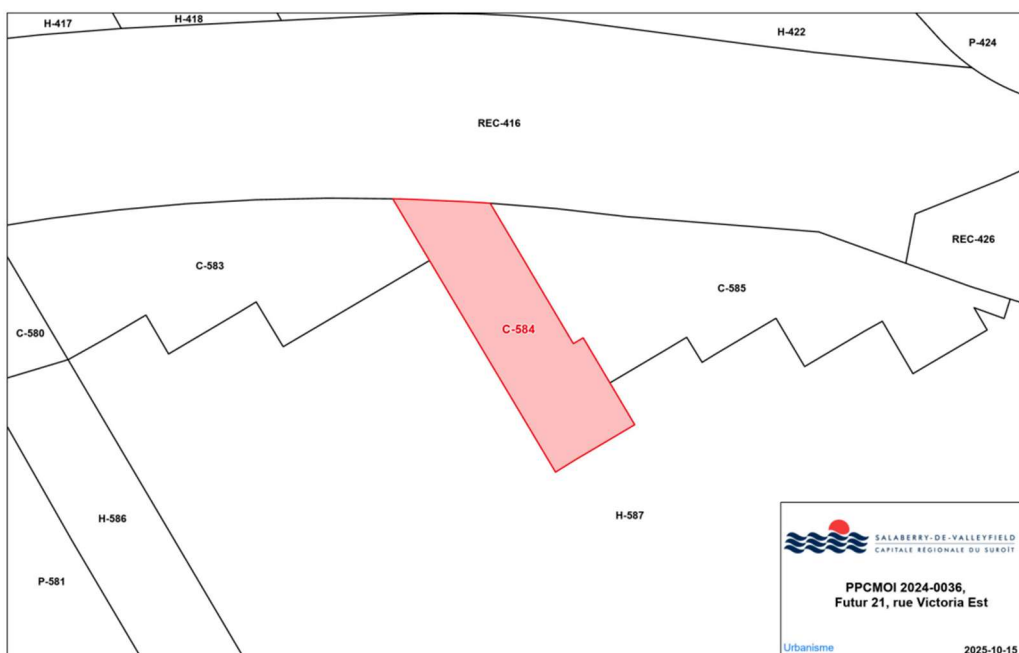 H-417
H-418
H-422
P-424
REC-416
REC-426
C-583
C-585
C-584
C-580
H-586
H-587
P-581
SALABERRY-DE-VALLEYFIELD
CAPITALE RÉGIONALE DU SUROÎT
PPCMOI 2024-0036,
Futur 21, rue Victoria Est
Urbanisme
2025-10-15